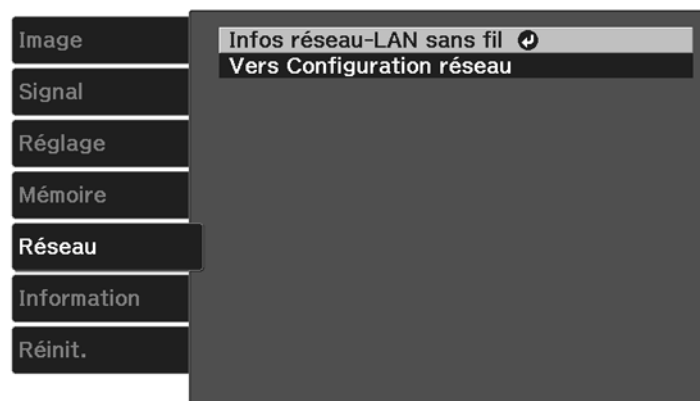 Image
Signal
Réglage
Mémoire
Réseau
Information
Réinit.
Infos réseau-LAN sans fil
Vers Configuration réseau